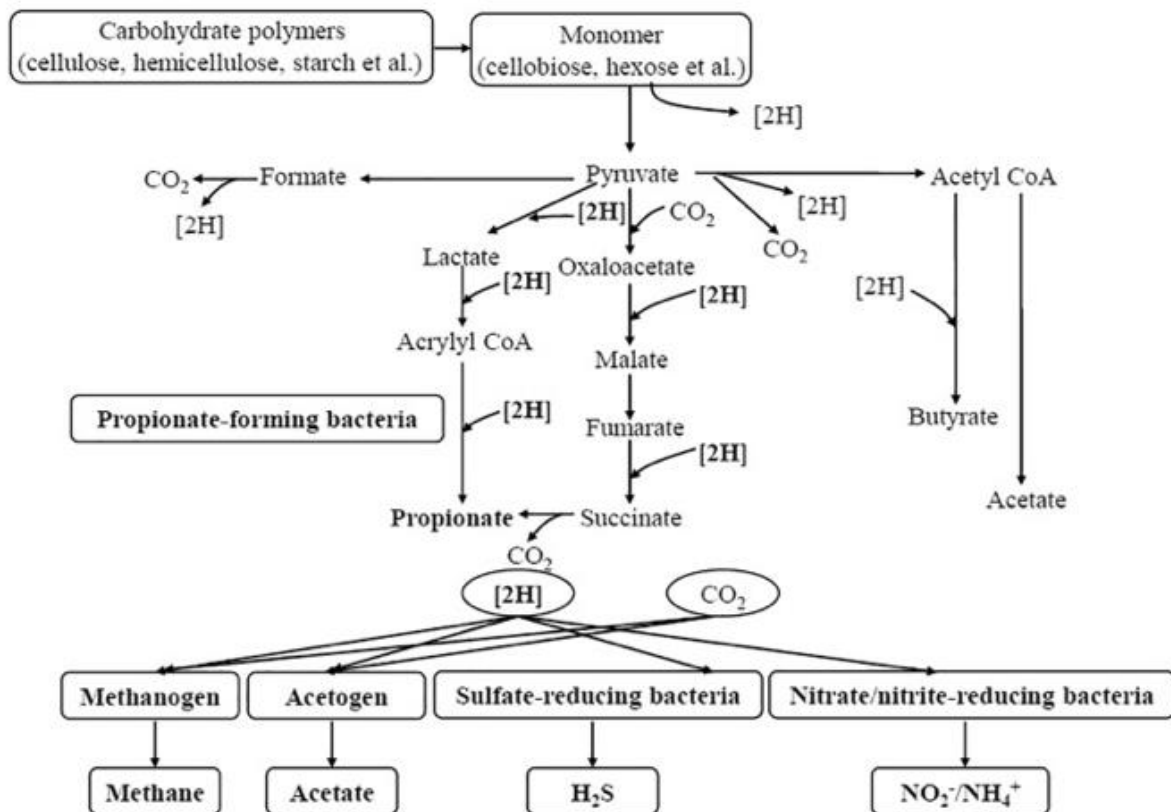 Carbohydrate polymers
(cellulose, hemicellulose, starch et al.)
Monomer
(cellobiose, hexose et al.)
[2H]
CO₂
Formate
Pyruvate
Acetyl CoA
[2H]
[2H]
CO₂
[2H]
CO₂
Lactate
Oxaloacetate
[2H]
[2H]
[2H]
Acrylyl CoA
Malate
Propionate-forming bacteria
[2H]
Fumarate
Butyrate
[2H]
Acetate
Propionate
Succinate
CO₂
[2H]
CO₂
Methanogen
Acetogen
Sulfate-reducing bacteria
Nitrate/nitrite-reducing bacteria
Methane
Acetate
H₂S
NO₂⁻/NH₄⁺